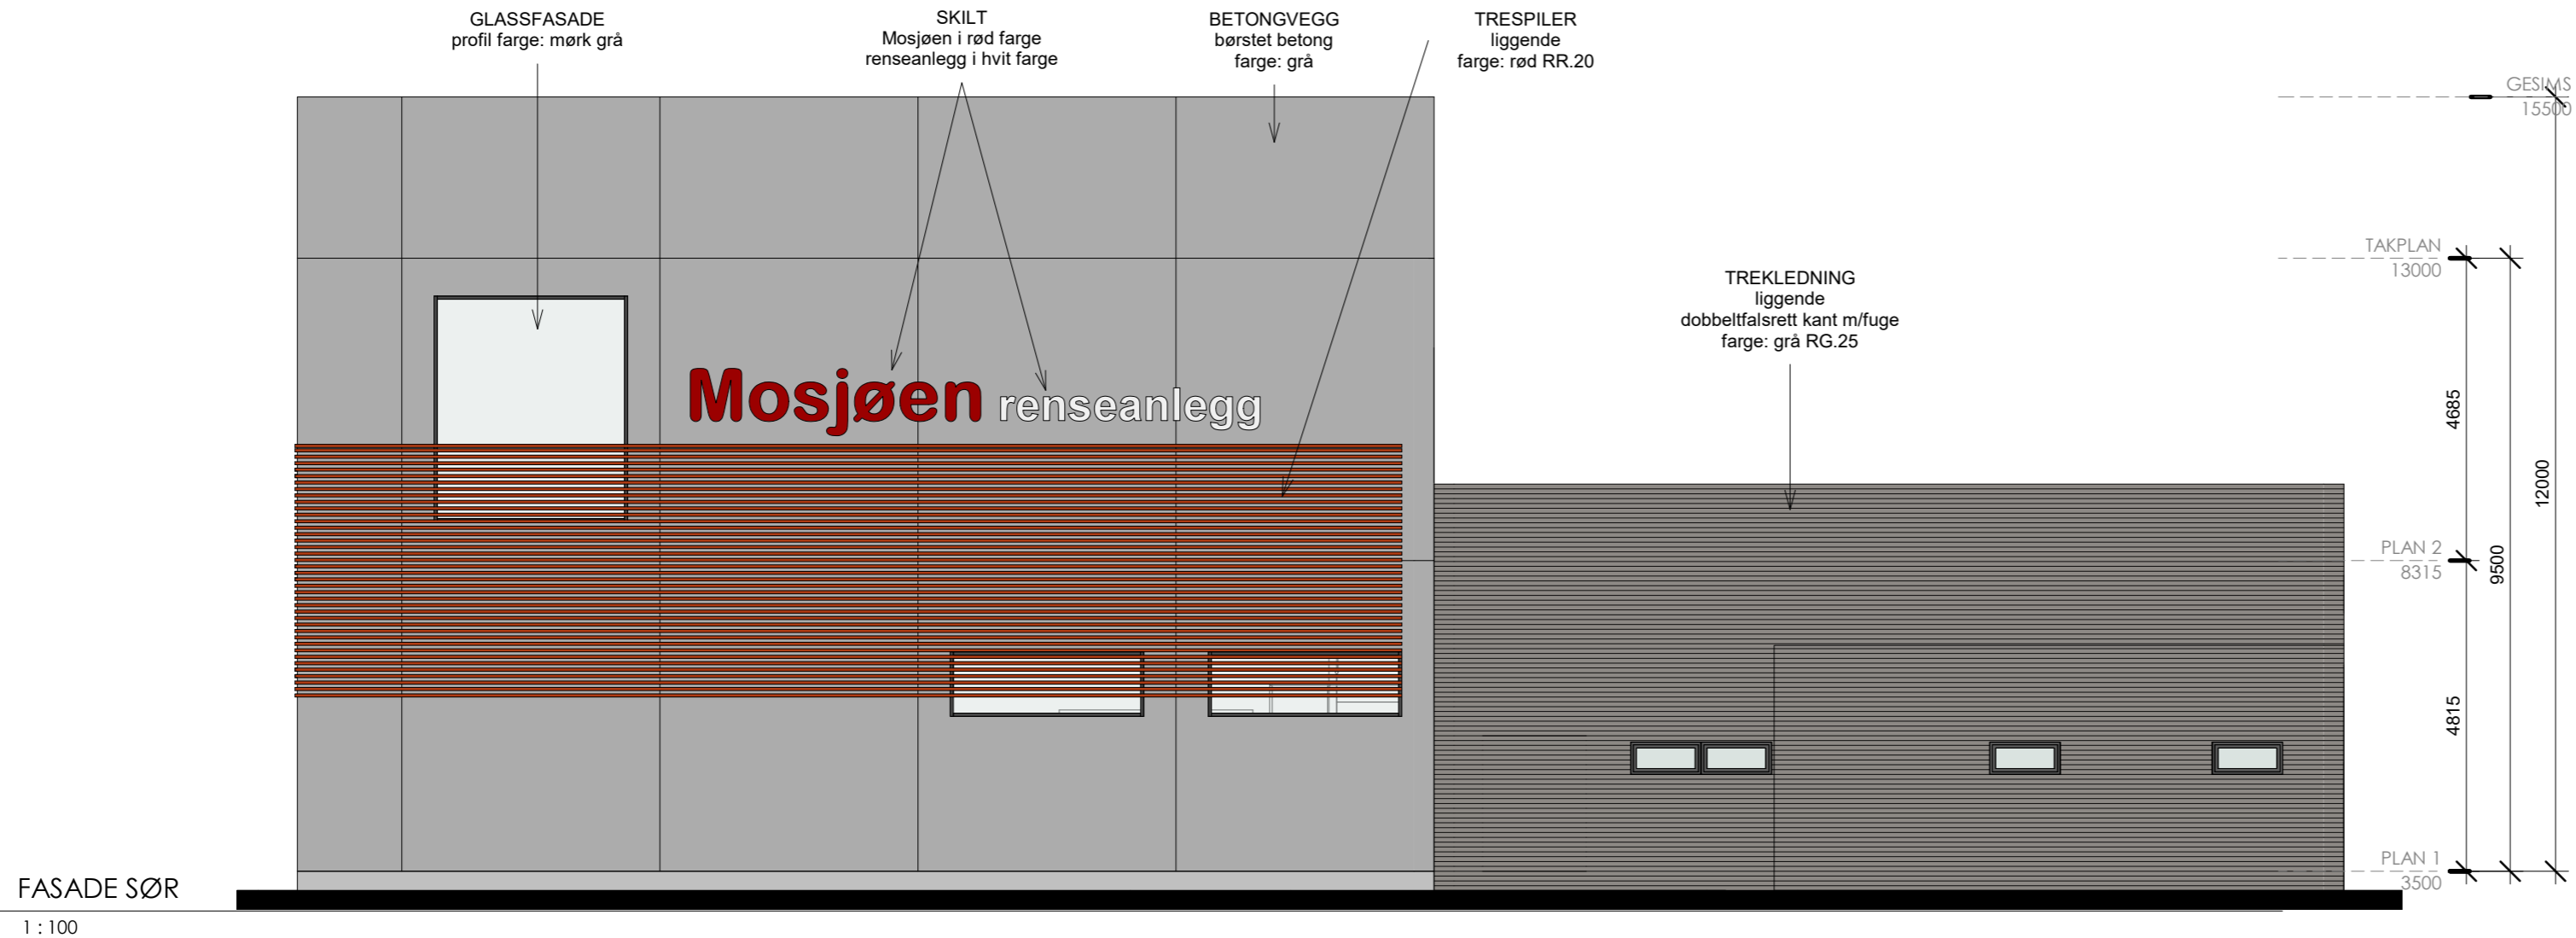 GLASSFASADE
profil farge: mørk grå
SKILT
Mosjøen i rød farge
renseanlegg i hvit farge
BETONGVEGG
børstet betong
farge: grå
TRESPILER
liggende
farge: rød RR.20
GESIMS
15500
TAKPLAN
13000
TREKLEDNING
liggende
dobbeltfalsrett kant m/fuge
farge: grå RG.25
Mosjøen renseanlegg
4685
12000
PLAN 2
8315
9500
4815
PLAN 1
3500
FASADE SØR
1 : 100